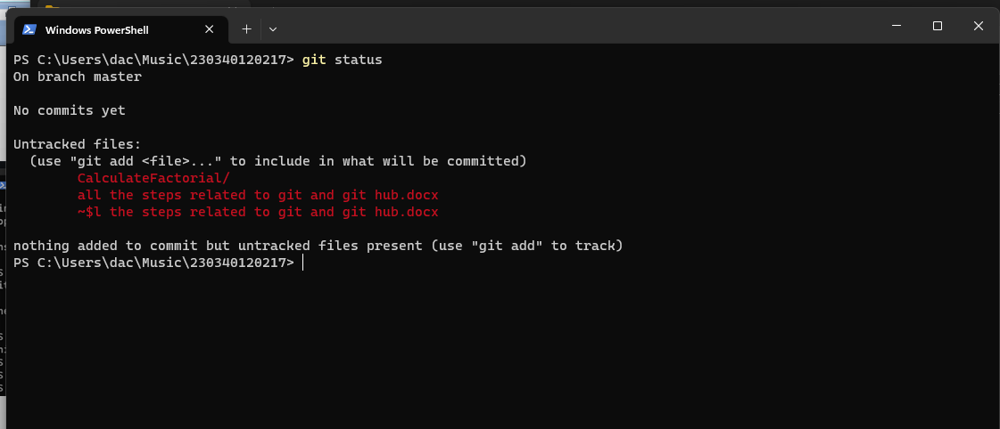 Windows PowerShell
PS C:\Users\dac\Music\230340120217> git status
On branch master
No commits yet
Untracked files:
(use "git add <file>..." to include in what will be committed)
CalculateFactorial/
all the steps related to git and git hub.docx
~$l the steps related to git and git hub.docx
nothing added to commit but untracked files present (use "git add" to track)
PS C:\Users\dac\Music\230340120217>